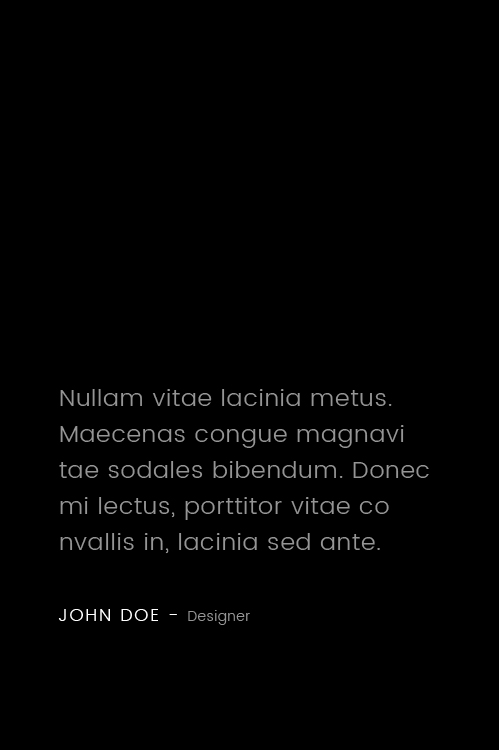 Nullam vitae lacinia metus.
Maecenas congue magnavi
tae sodales bibendum. Donec
mi lectus, porttitor vitae co
nvallis in, lacinia sed ante.
JOHN DOE - Designer